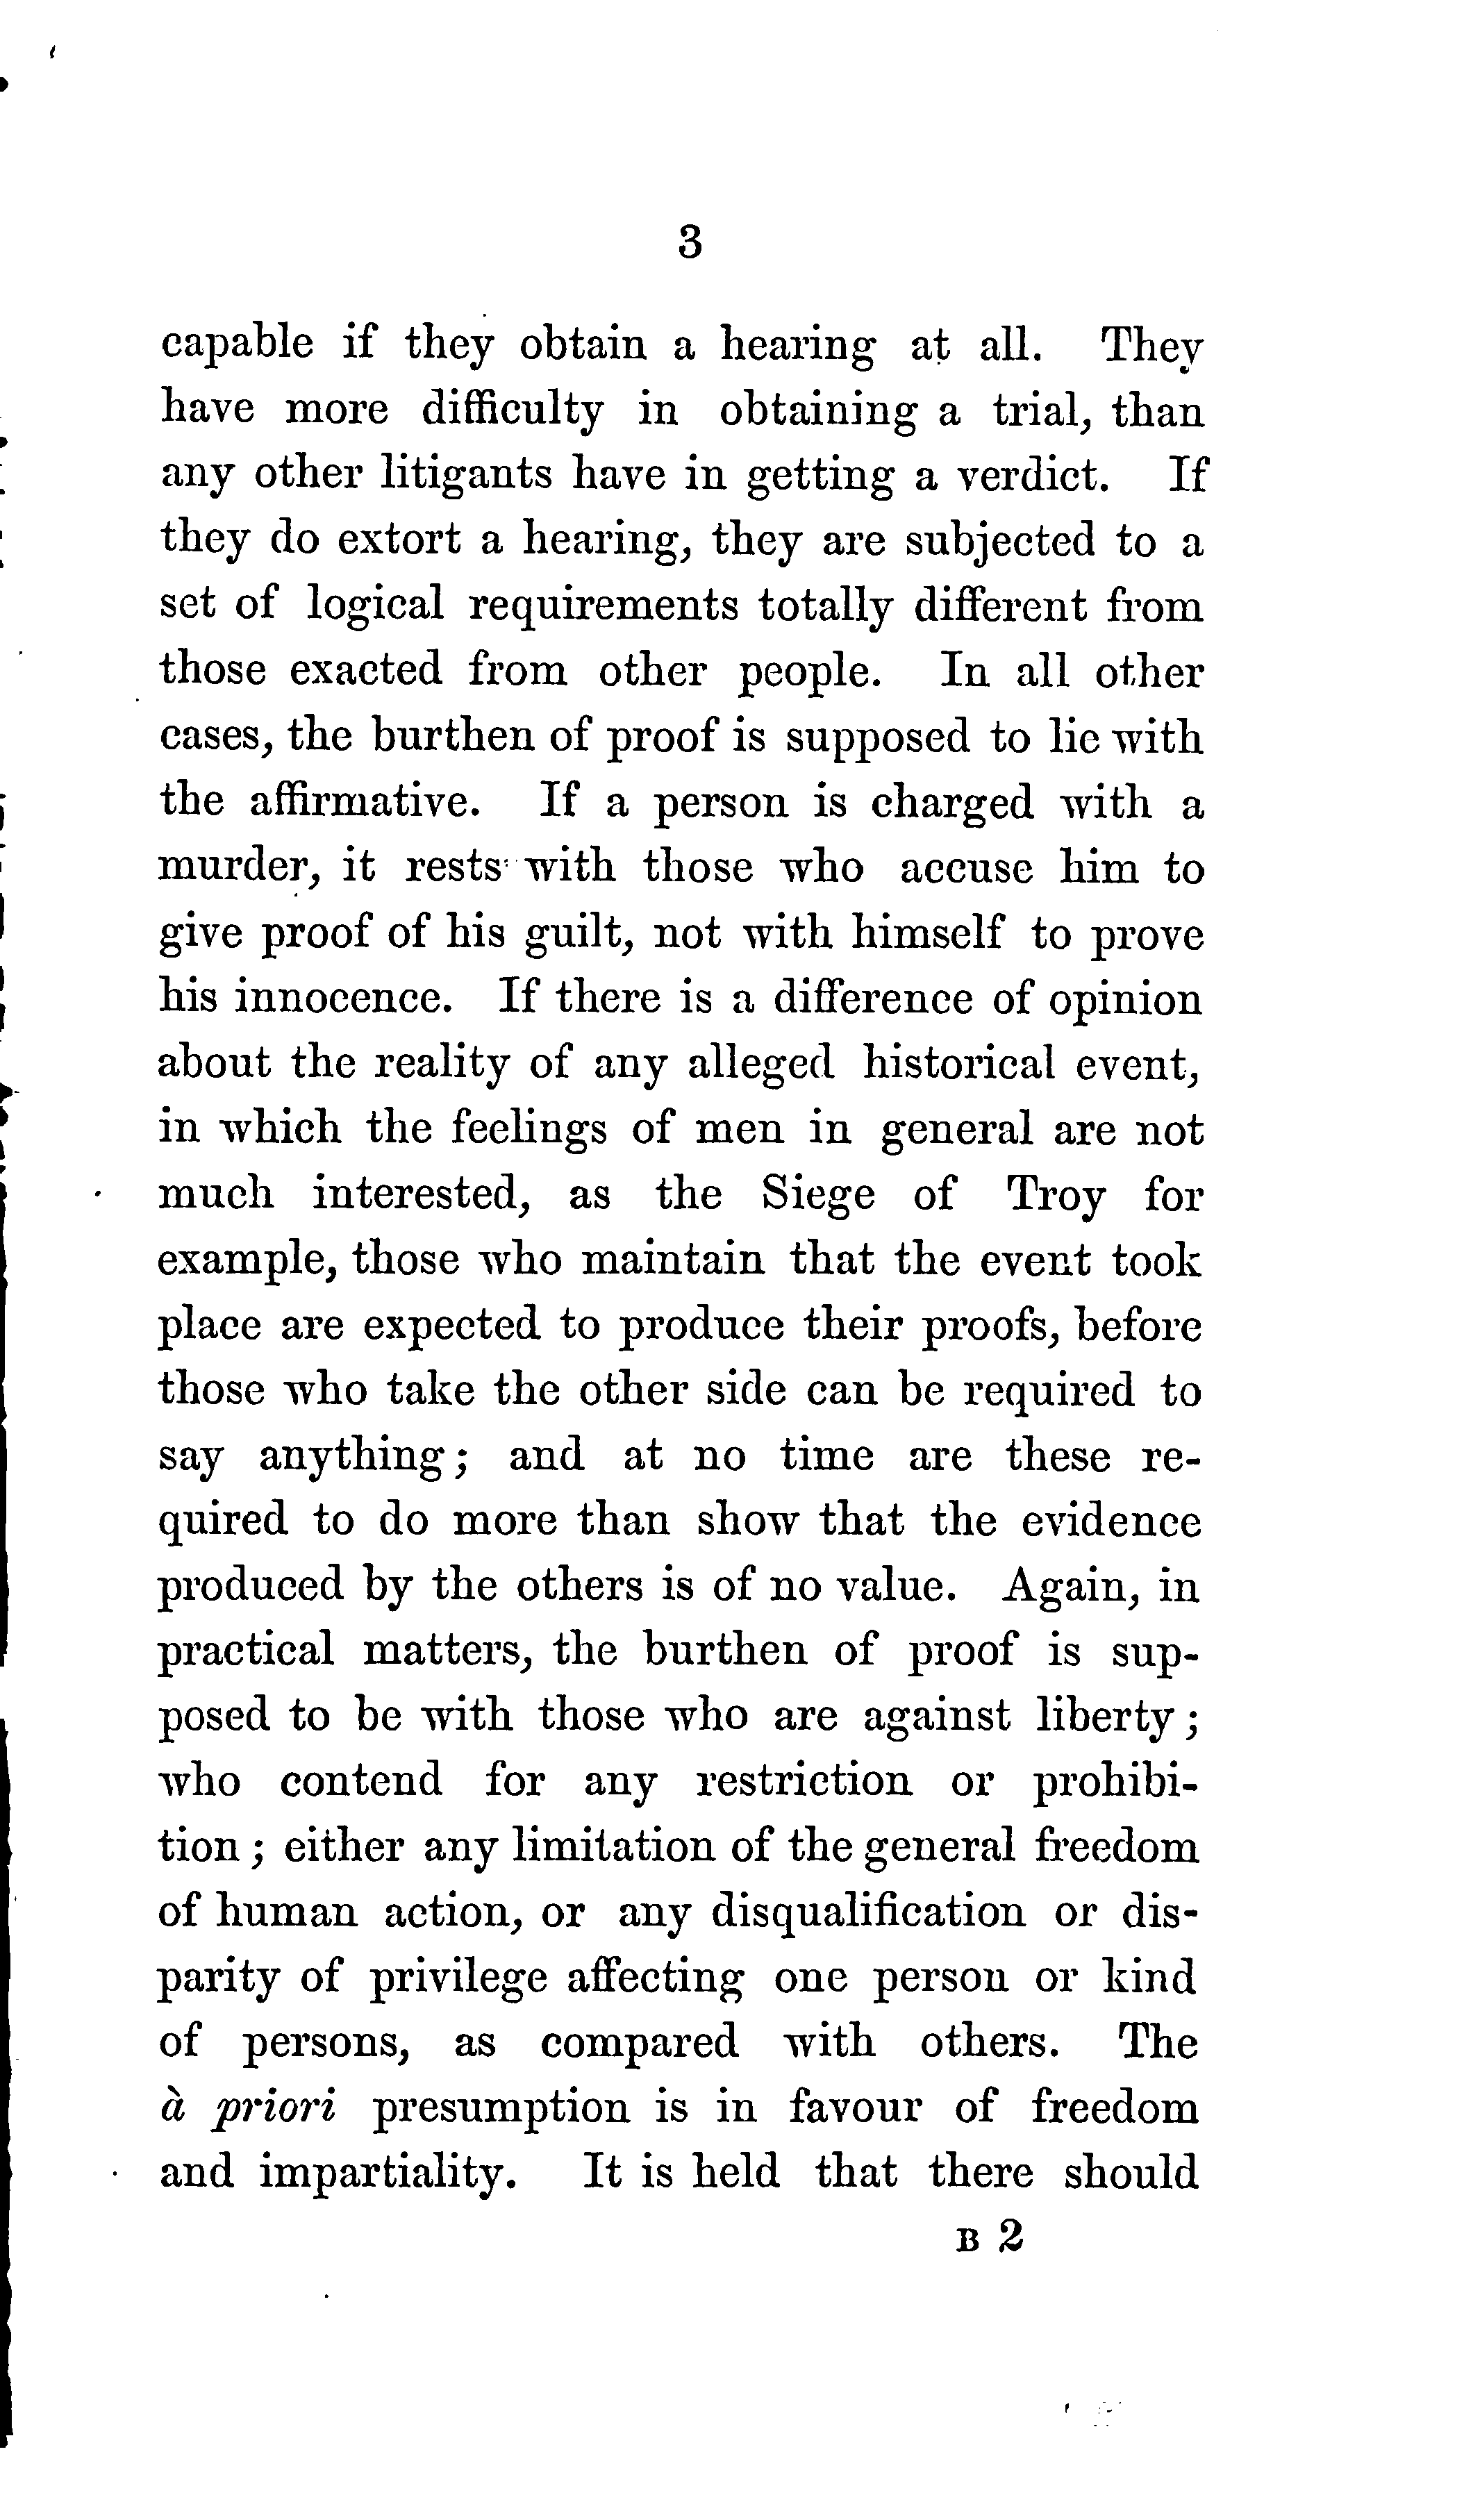 3
capable if they obtain a hearing at all. They
have more difficulty in obtaining a trial, than
any other litigants have in getting a verdict. If
they do extort a hearing, they are subjected to a
set of logical requirements totally different from
those exacted from other people. In all other
cases, the burthen of proof is supposed to lie with
the affirmative. If a person is charged with a
murder, it rests with those who accuse him to
give proof of his guilt, not with himself to prove
his innocence. If there is a difference of opinion
about the reality of any alleged historical event,
in which the feelings of men in general are not
much interested, as the Siege of Troy for
example, those who maintain that the event took
place are expected to produce their proofs, before
those who take the other side can be required to
say anything; and at no time are these re-
quired to do more than show that the evidence
produced by the others is of no value. Again, in
practical matters, the burthen of proof is sup-
posed to be with those who are against liberty;
who contend for any restriction or prohibi-
tion; either any limitation of the general freedom
of human action, or any disqualification or dis-
parity of privilege affecting one person or kind
of persons, as compared with others. The
à priori presumption is in favour of freedom
and impartiality. It is held that there should
B 2